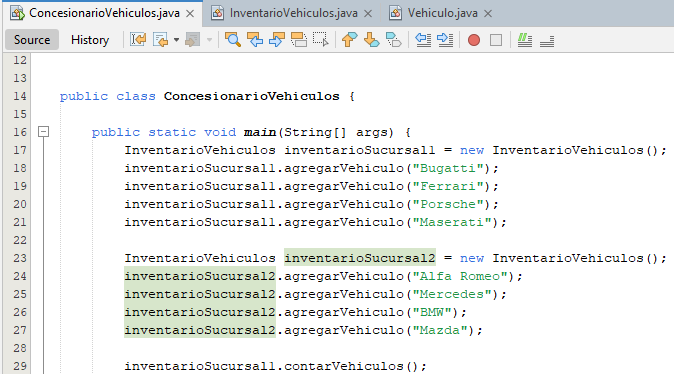 ConcesionarioVehiculos.java InventarioVehiculos.java Vehiculo.java
Source History
12
13
14 public class ConcesionarioVehiculos {
15
16 public static void main(String[] args) {
17 InventarioVehiculos inventarioSucursal1 = new InventarioVehiculos();
18 inventarioSucursal1.agregarVehiculo("Bugatti");
19 inventarioSucursal1.agregarVehiculo("Ferrari");
20 inventarioSucursal1.agregarVehiculo("Porsche");
21 inventarioSucursal1.agregarVehiculo("Maserati");
22
23 InventarioVehiculos inventarioSucursal2 = new InventarioVehiculos();
24 inventarioSucursal2.agregarVehiculo("Alfa Romeo");
25 inventarioSucursal2.agregarVehiculo("Mercedes");
26 inventarioSucursal2.agregarVehiculo("BMW");
27 inventarioSucursal2.agregarVehiculo("Mazda");
28
29 inventarioSucursal1.contarVehiculos();